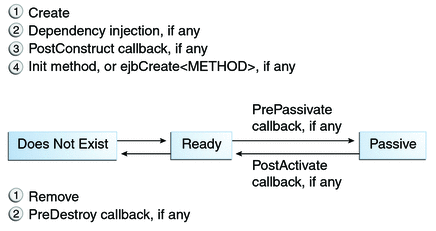 1 Create
2 Dependency injection, if any
3 PostConstruct callback, if any
4 Init method, or ejbCreate<METHOD>, if any
PrePassivate
callback, if any
Does Not Exist
Ready
Passive
PostActivate
callback, if any
1 Remove
2 PreDestroy callback, if any